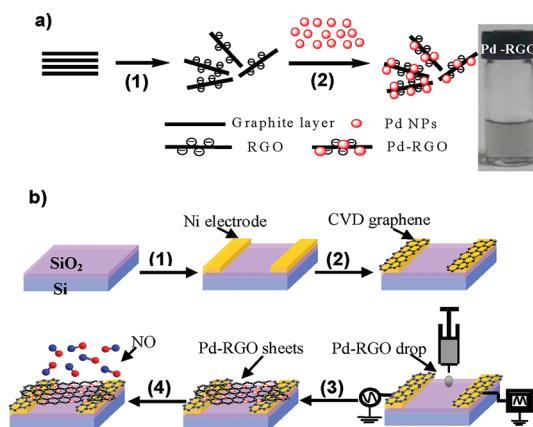 a)
Pd -RGO
(1)
(2)
Graphite layer
Pd NPs
RGO
Pd-RGO
b)
Ni electrode
CVD graphene
SiO2
Si
(1)
(2)
NO
Pd-RGO sheets
Pd-RGO drop
(4)
(3)